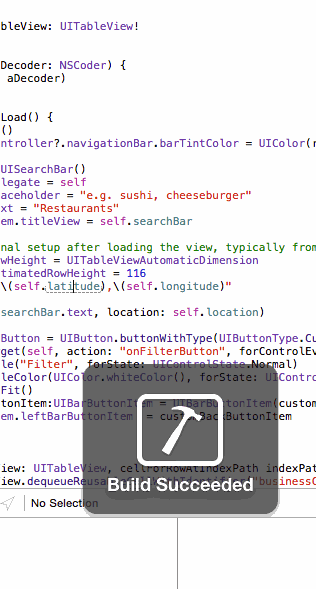 bleView: UITableView!
Decoder: NSCoder) {
aDecoder)
Load() {
()
ntroller?.navigationBar.barTintColor = UIColor(r
UISearchBar()
legate = self
aceholder = "e.g. sushi, cheeseburger"
xt = "Restaurants"
em.titleView = self.searchBar
nal setup after loading the view, typically from
wHeight = UITableViewAutomaticDimension
timatedRowHeight = 116
\(self.latitude),\(self.longitude)"
searchBar.text, location: self.location)
Button = UIButton.buttonWithType(UIButtonType.Cu
get(self, action: "onFilterButton", forControlEv
le("Filter", forState: UIControlState.Normal)
leColor(UIColor.whiteColor(), forState: UIContro
Fit()
tonItem:UIBarButtonItem = UIBarButtonItem(custom
em.leftBarButtonItem = customBackButtonItem
iew: UITableView, cellForRowAtIndexPath indexPat
iew.dequeueReusa
"businessC
Build Succeeded
No Selection